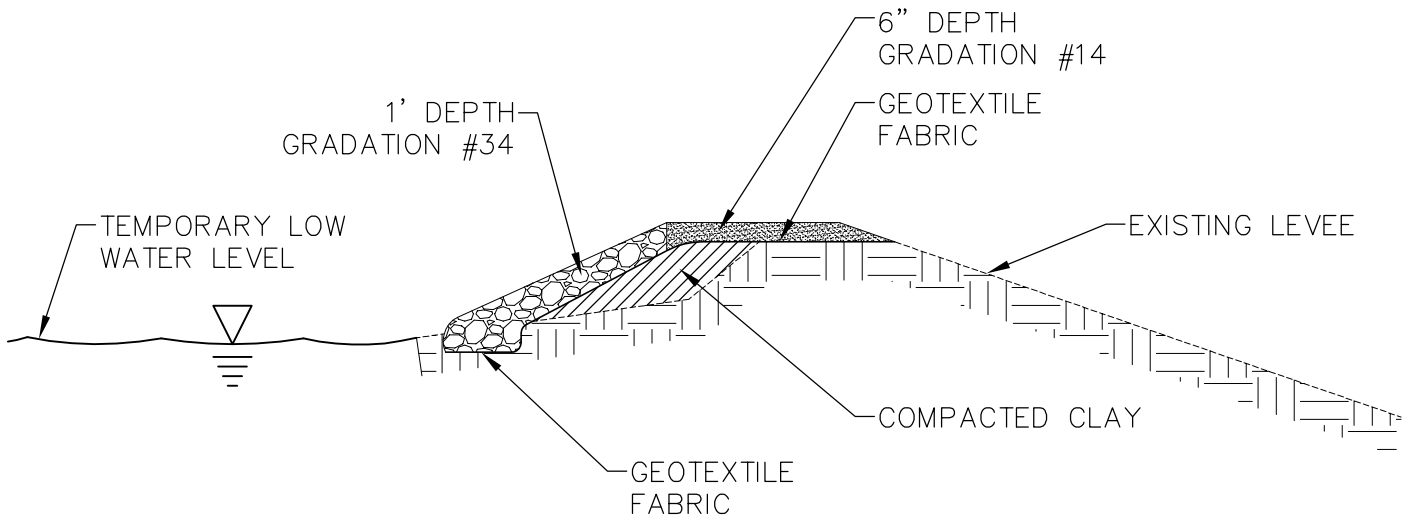 6” DEPTH
GRADATION #14
1’ DEPTH
GRADATION #34
GEOTEXTILE
FABRIC
TEMPORARY LOW
WATER LEVEL
EXISTING LEVEE
COMPACTED CLAY
GEOTEXTILE
FABRIC